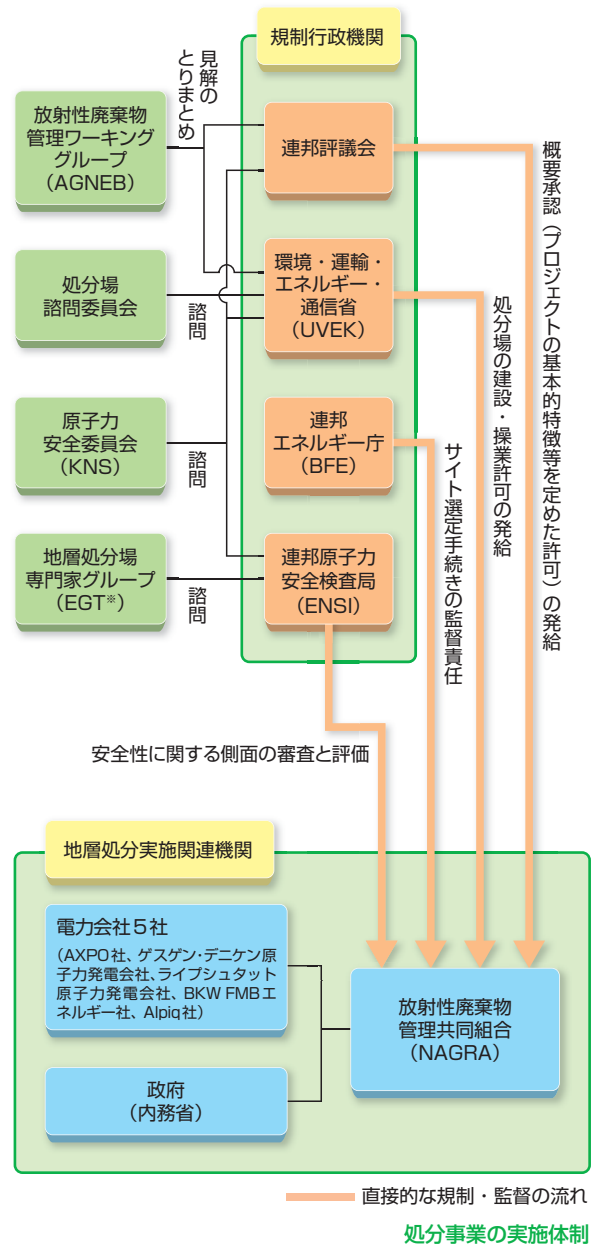 規制行政機関
見解の
とりまとめ
放射性廃棄物
管理ワーキング
グループ
（AGNEB）
連邦評議会
概要承認（プロジェクトの基本的特徴等を定めた許可）の発給
処分場
諮問委員会
諮問
環境・運輸・
エネルギー・
通信省
（UVEK）
処分場の建設・操業許可の発給
原子力
安全委員会
（KNS）
諮問
連邦
エネルギー庁
（BFE）
サイト選定手続きの監督責任
地層処分場
専門家グループ
（EGT※）
諮問
連邦原子力
安全検査局
（ENSI）
安全性に関する側面の審査と評価
地層処分実施関連機関
電力会社５社
（AXPO社、ゲスゲン・デニケン原
子力発電会社、ライプシュタット
原子力発電会社、BKW FMBエ
ネルギー社、Alpiq社）
放射性廃棄物
管理共同組合
（NAGRA）
政府
（内務省）
直接的な規制・監督の流れ
処分事業の実施体制